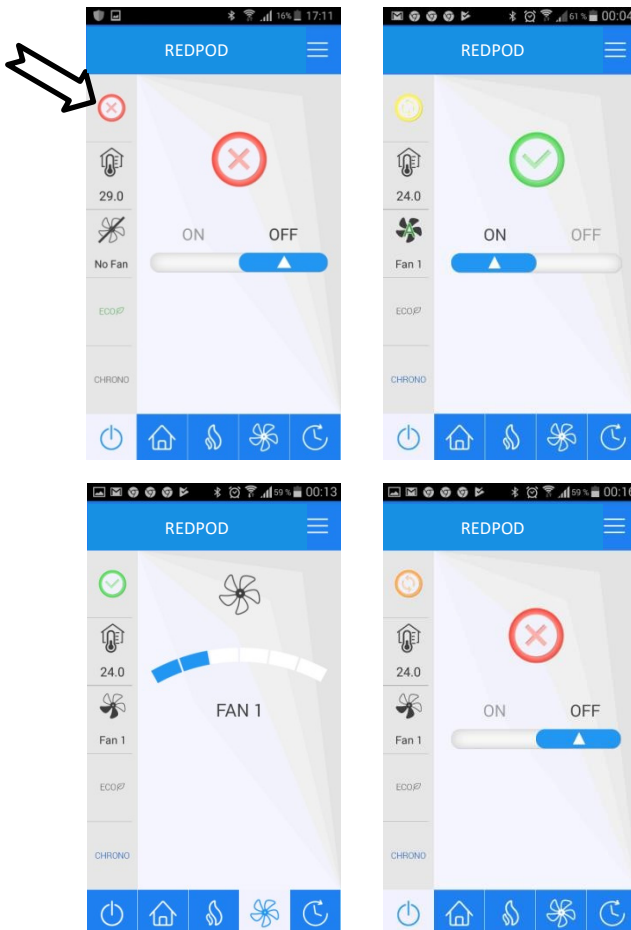 16% 17:11
REDPOD
29.0
ON OFF
No Fan
ECO
CHRONO
61% 00:04
REDPOD
24.0
ON OFF
Fan 1
ECO
CHRONO
59% 00:13
REDPOD
24.0
FAN 1
Fan 1
ECO
CHRONO
59% 00:16
REDPOD
24.0
ON OFF
Fan 1
ECO
CHRONO